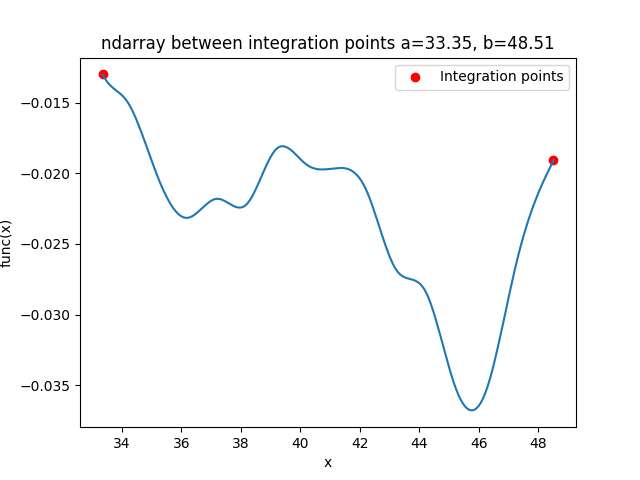 ndarray between integration points a=33.35, b=48.51
Integration points
−0.015
−0.020
−0.025
−0.030
−0.035
func(x)
34 36 38 40 42 44 46 48
x